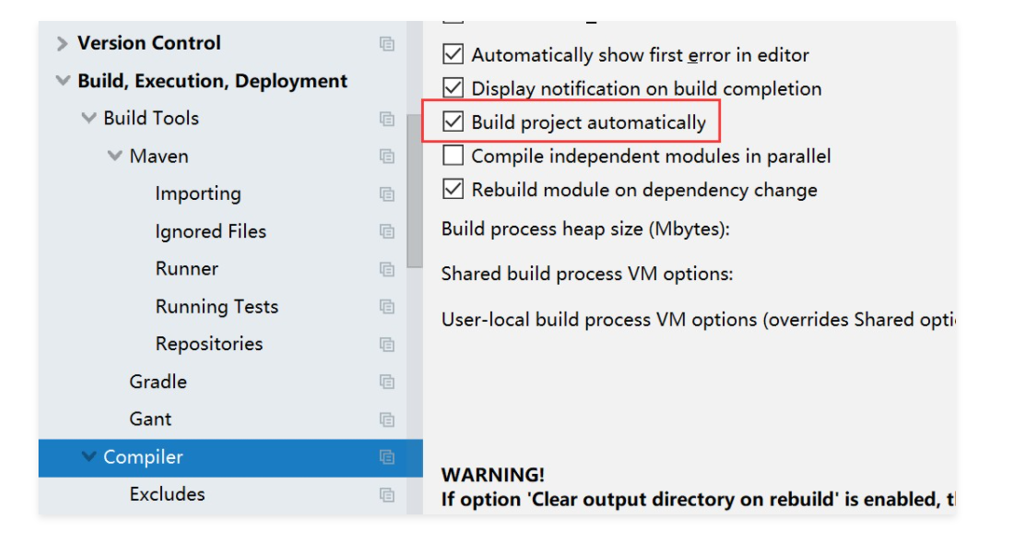 Version Control
Build, Execution, Deployment
Build Tools
Maven
Importing
Ignored Files
Runner
Running Tests
Repositories
Gradle
Gant
Compiler
Excludes
Automatically show first error in editor
Display notification on build completion
Build project automatically
Compile independent modules in parallel
Rebuild module on dependency change
Build process heap size (Mbytes):
Shared build process VM options:
User-local build process VM options (overrides Shared opti
WARNING!
If option 'Clear output directory on rebuild' is enabled, t